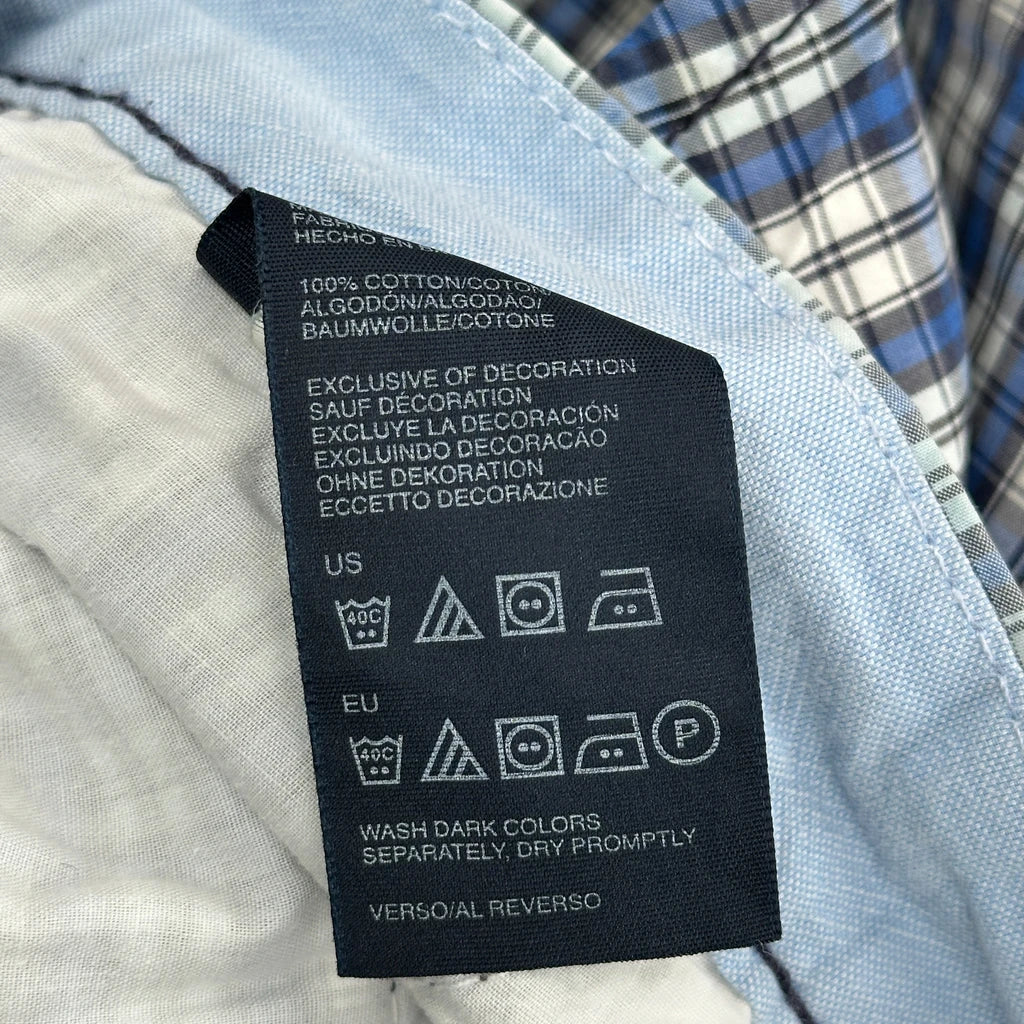 HECHO EN
100% COTTON/COTON/
ALGODÓN/ALGODÃO/
BAUMWOLLE/COTONE
EXCLUSIVE OF DECORATION
SAUF DÉCORATION
EXCLUYE LA DECORACIÓN
EXCLUINDO DECORACÃO
OHNE DEKORATION
ECCETTO DECORAZIONE
US
40C
EU
40C
P
WASH DARK COLORS
SEPARATELY, DRY PROMPTLY
VERSO/AL REVERSO